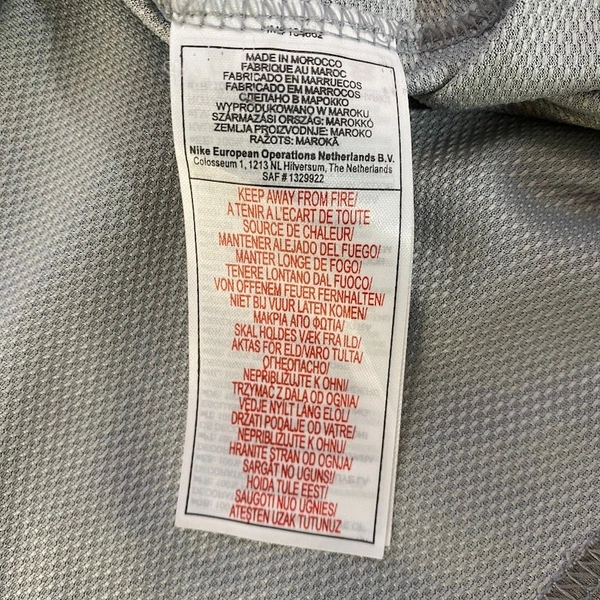 MADE IN MOROCCO
FABRIQUE AU MAROC
FABRICADO EN MARRUECOS
FABRICADO EM MARROCOS
СДЕЛАНО В МАРОККО
WYPRODUKOWANO W MAROKU
SZÁRMAZÁSI ORSZÁG: MAROKKÓ
ZEMLJA PROIZVODNJE: MAROKO
RAŽOTS: MAROKĀ
Nike European Operations Netherlands B.V.
Colosseum 1, 1213 NL Hilversum, The Netherlands
SAF # 1329922
KEEP AWAY FROM FIRE/
A TENIR A L'ECART DE TOUTE
SOURCE DE CHALEUR/
MANTENER ALEJADO DEL FUEGO/
MANTER LONGE DE FOGO/
TENERE LONTANO DAL FUOCO/
VON OFFENEM FEUER FERNHALTEN/
NIET BIJ VUUR LATEN KOMEN/
ΜΑΚΡΙΑ ΑΠΟ ΦΩΤΙΑ/
SKAL HOLDES VÆK FRA ILD/
AKTAS FOR ELD/VARO TULTA/
ОГНЕОПАСНО/
NEPRIBLIŽUJTE K OHNI/
TRZYMAĆ Z DALA OD OGNIA/
VÉDJE NYÍLT LÁNG ELŐL/
DRŽATI PODALJE OD VATRE/
NEPRIBLIŽUJTE K OHNU/
HRANITE STRAN OD OGNJA/
SARGĀT NO UGUNS!/
HOIDA TULE EEST/
SAUGOTI NUO UGNIES/
ATEŞTEN UZAK TUTUNUZ